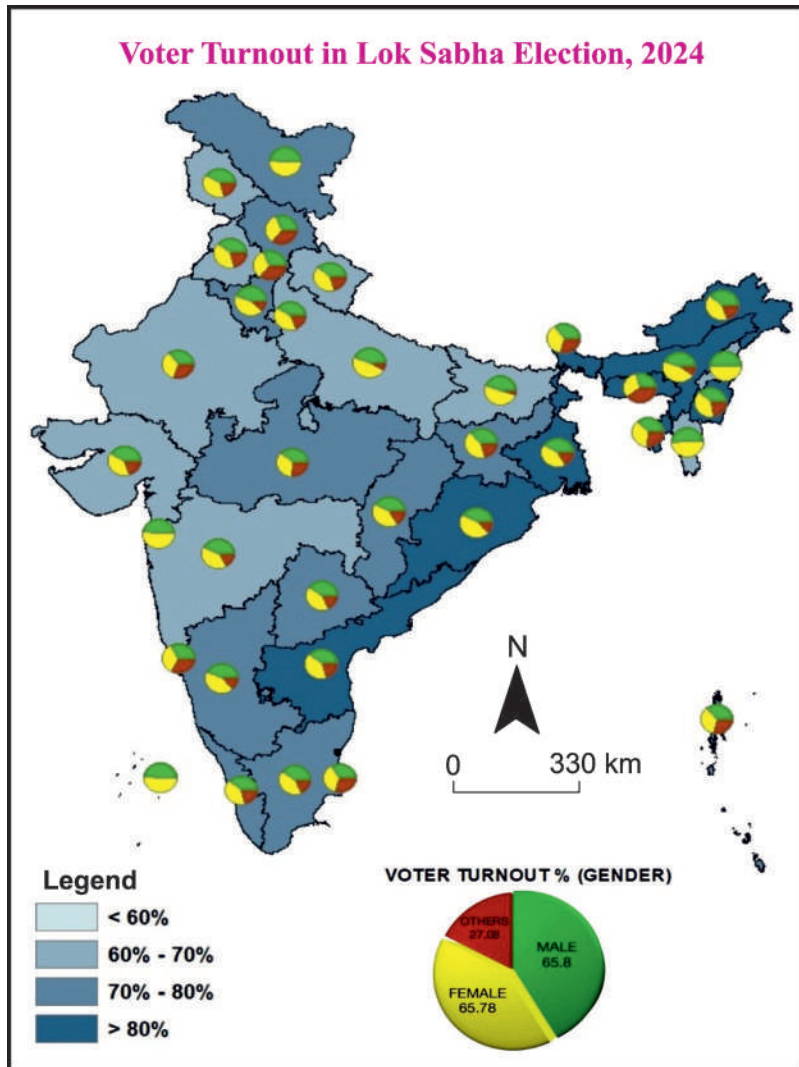 Voter Turnout in Lok Sabha Election, 2024
N
0 330 km
Legend
< 60%
60% - 70%
70% - 80%
> 80%
VOTER TURNOUT % (GENDER)
OTHERS
27.08
MALE
65.8
FEMALE
65.78